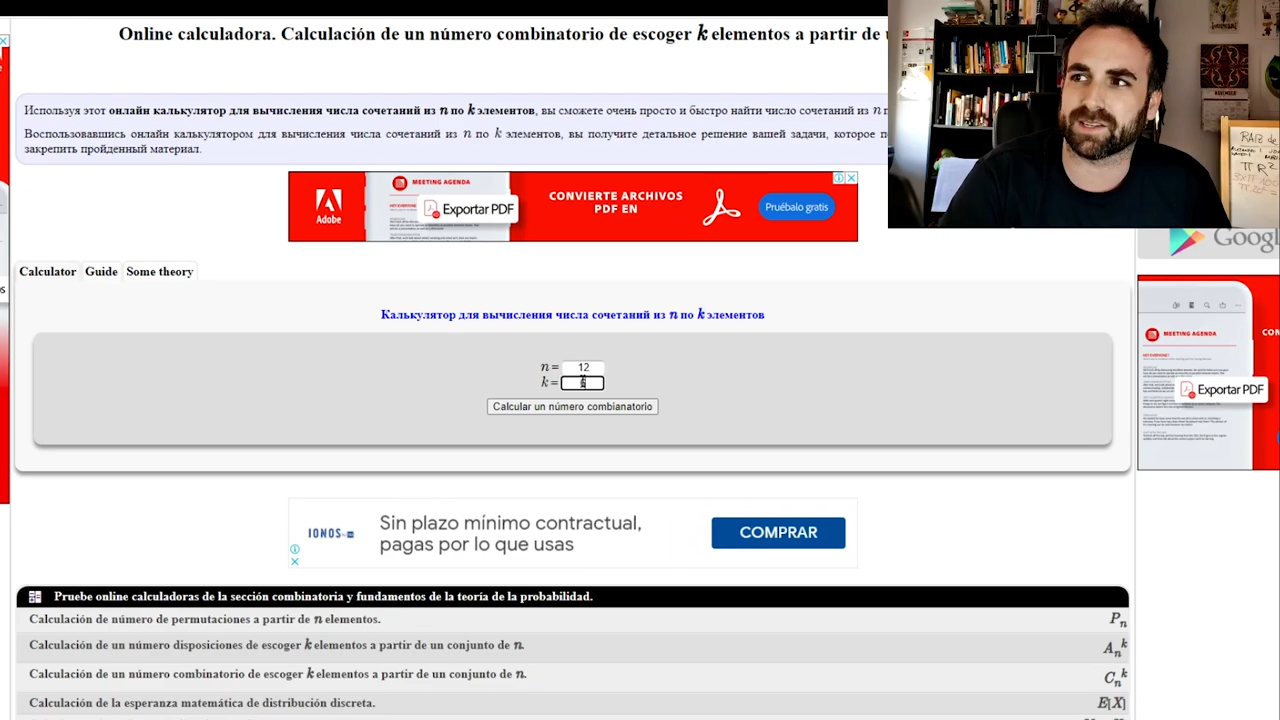 Online calculadora. Calculación de un número combinatorio de escoger k elementos a partir de
Используя этот онлайн калькулятор для вычисления числа сочетаний из n по k элементов, вы сможете очень просто и быстро найти число сочетаний из n
Воспользовавшись онлайн калькулятором для вычисления числа сочетаний из n по k элементов, вы получите детальное решение вашей задачи, которое
закрепить пройденный материал.
MEETING AGENDA
Adobe
Exportar PDF
CONVIERTE ARCHIVOS
PDF EN
Pruébalo gratis
NOVEMBER
RAIZ de
Calculator Guide Some theory
Калькулятор для вычисления числа сочетаний из n по k элементов
n = 12
k =
Calcular un número combianatorio
MEETING AGENDA
Exportar PDF
IONOS
Sin plazo mínimo contractual,
pagas por lo que usas
COMPRAR
Pruebe online calculadoras de la sección combinatoria y fundamentos de la teoría de la probabilidad.
Calculación de número de permutaciones a partir de n elementos. Pn
Calculación de un número disposiciones de escoger k elementos a partir de un conjunto de n. Ank
Calculación de un número combinatorio de escoger k elementos a partir de un conjunto de n. Cnk
Calculación de la esperanza matemática de distribución discreta. E[X]